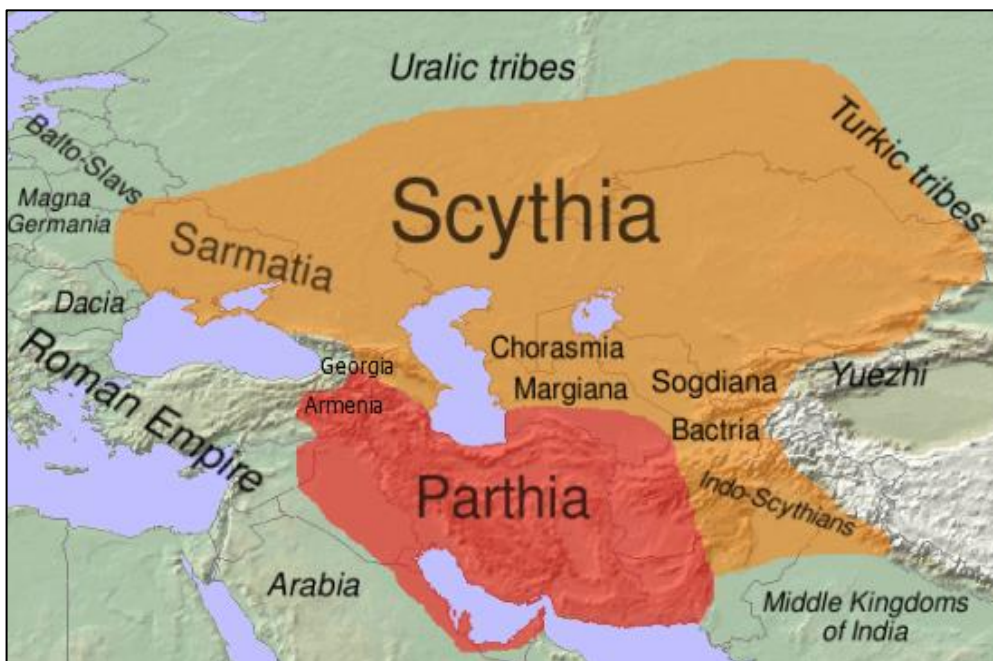 Uralic tribes
Turkic tribes
Balto-Slavs
Magna
Germania
Scythia
Sarmatia
Dacia
Roman Empire
Georgia
Armenia
Chorasmia
Margiana
Sogdiana
Yuezhi
Bactria
Indo-Scythians
Parthia
Arabia
Middle Kingdoms
of India